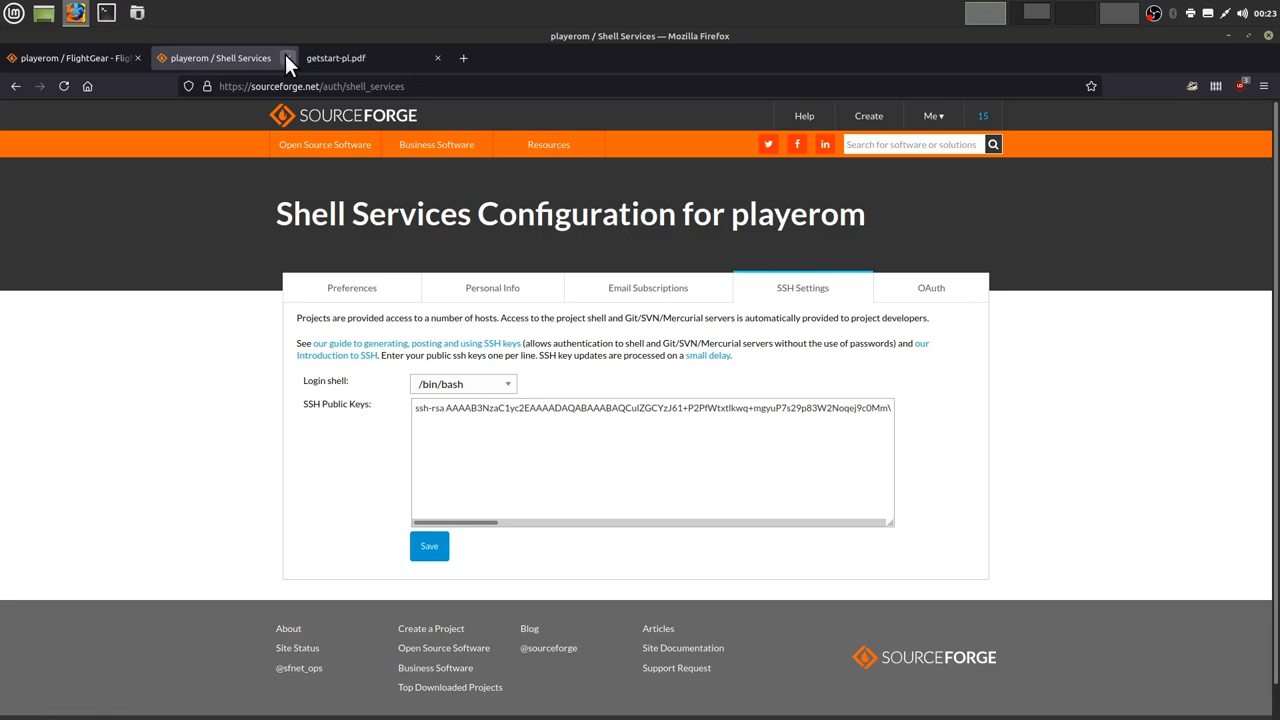 00:23
playerom / Shell Services — Mozilla Firefox
playerom / FlightGear - Fligh
playerom / Shell Services
getstart-pl.pdf
https://sourceforge.net/auth/shell_services
3
SOURCEFORGE
Help
Create
Me ▾
15
Open Source Software
Business Software
Resources
Search for software or solutions
Shell Services Configuration for playerom
Preferences
Personal Info
Email Subscriptions
SSH Settings
OAuth
Projects are provided access to a number of hosts. Access to the project shell and Git/SVN/Mercurial servers is automatically provided to project developers.
See our guide to generating, posting and using SSH keys (allows authentication to shell and Git/SVN/Mercurial servers without the use of passwords) and our
Introduction to SSH. Enter your public ssh keys one per line. SSH key updates are processed on a small delay.
Login shell:
/bin/bash
SSH Public Keys:
ssh-rsa AAAAB3NzaC1yc2EAAAADAQABAAABAQCulZGCYzJ61+P2PfWtxtlkwq+mgyuP7s29p83W2Noqej9c0Mm\
Save
About
Create a Project
Blog
Articles
Site Status
Open Source Software
@sourceforge
Site Documentation
@sfnet_ops
Business Software
Support Request
Top Downloaded Projects
SOURCEFORGE